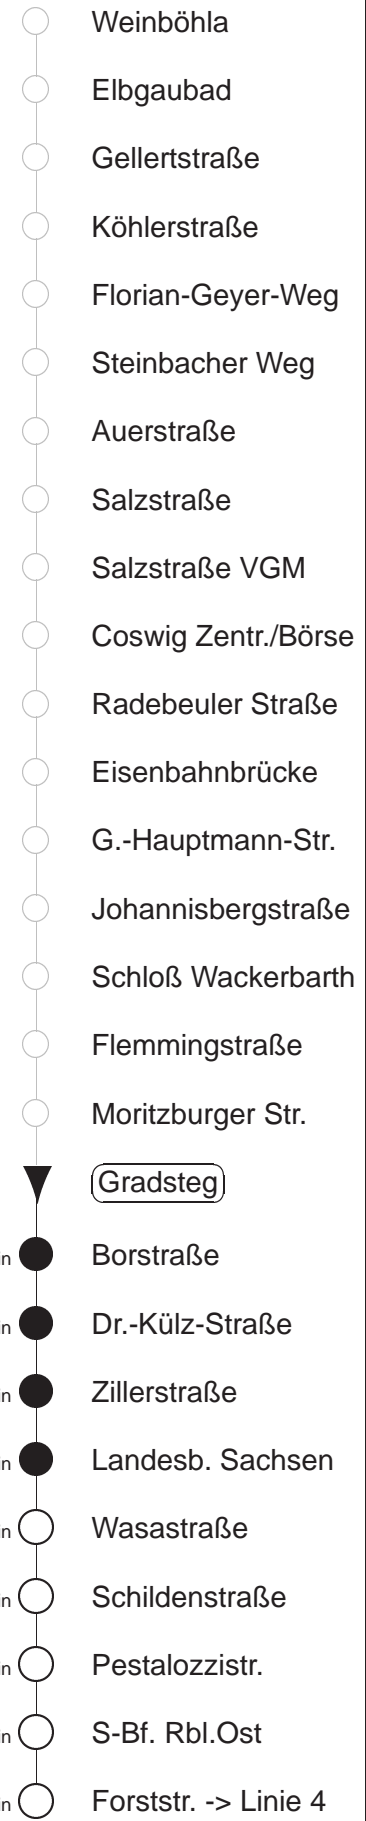 Weinböhla
Elbgaubad
Gellertstraße
Köhlerstraße
Florian-Geyer-Weg
Steinbacher Weg
Auerstraße
Salzstraße
Salzstraße VGM
Coswig Zentr./Börse
Radebeuler Straße
Eisenbahnbrücke
G.-Hauptmann-Str.
Johannisbergstraße
Schloß Wackerbarth
Flemmingstraße
Moritzburger Str.
Gradsteg
Borstraße
Dr.-Külz-Straße
Zillerstraße
Landesb. Sachsen
Wasastraße
Schildenstraße
Pestalozzistr.
S-Bf. Rbl.Ost
Forststr. -> Linie 4